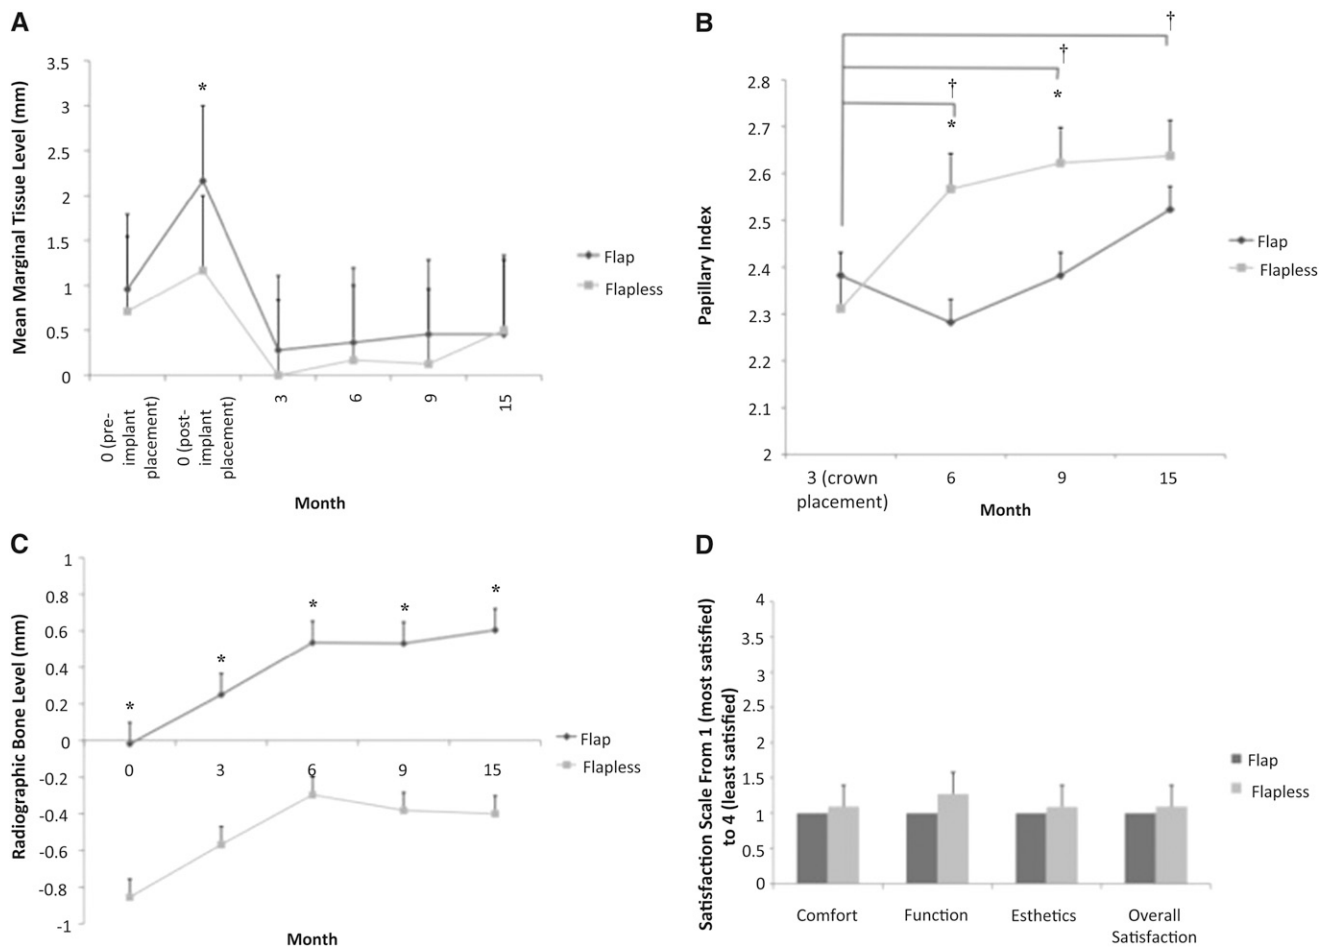 A
Mean Marginal Tissue Level (mm)
3.5
3
2.5
2
1.5
1
0.5
0
*
0 (pre-
implant
placement)
0 (post-
implant
placement)
3
6
9
15
Month
Flap
Flapless
B
Papillary Index
2.8
2.7
2.6
2.5
2.4
2.3
2.2
2.1
2
†
†
†
*
*
3 (crown
placement)
6
9
15
Month
Flap
Flapless
C
Radiographic Bone Level (mm)
1
0.8
0.6
0.4
0.2
0
-0.2
-0.4
-0.6
-0.8
-1
*
*
*
*
*
0
3
6
9
15
Month
Flap
Flapless
D
Satisfaction Scale From 1 (most satisfied)
to 4 (least satisfied)
4
3.5
3
2.5
2
1.5
1
0.5
0
Comfort
Function
Esthetics
Overall
Satisfaction
Flap
Flapless